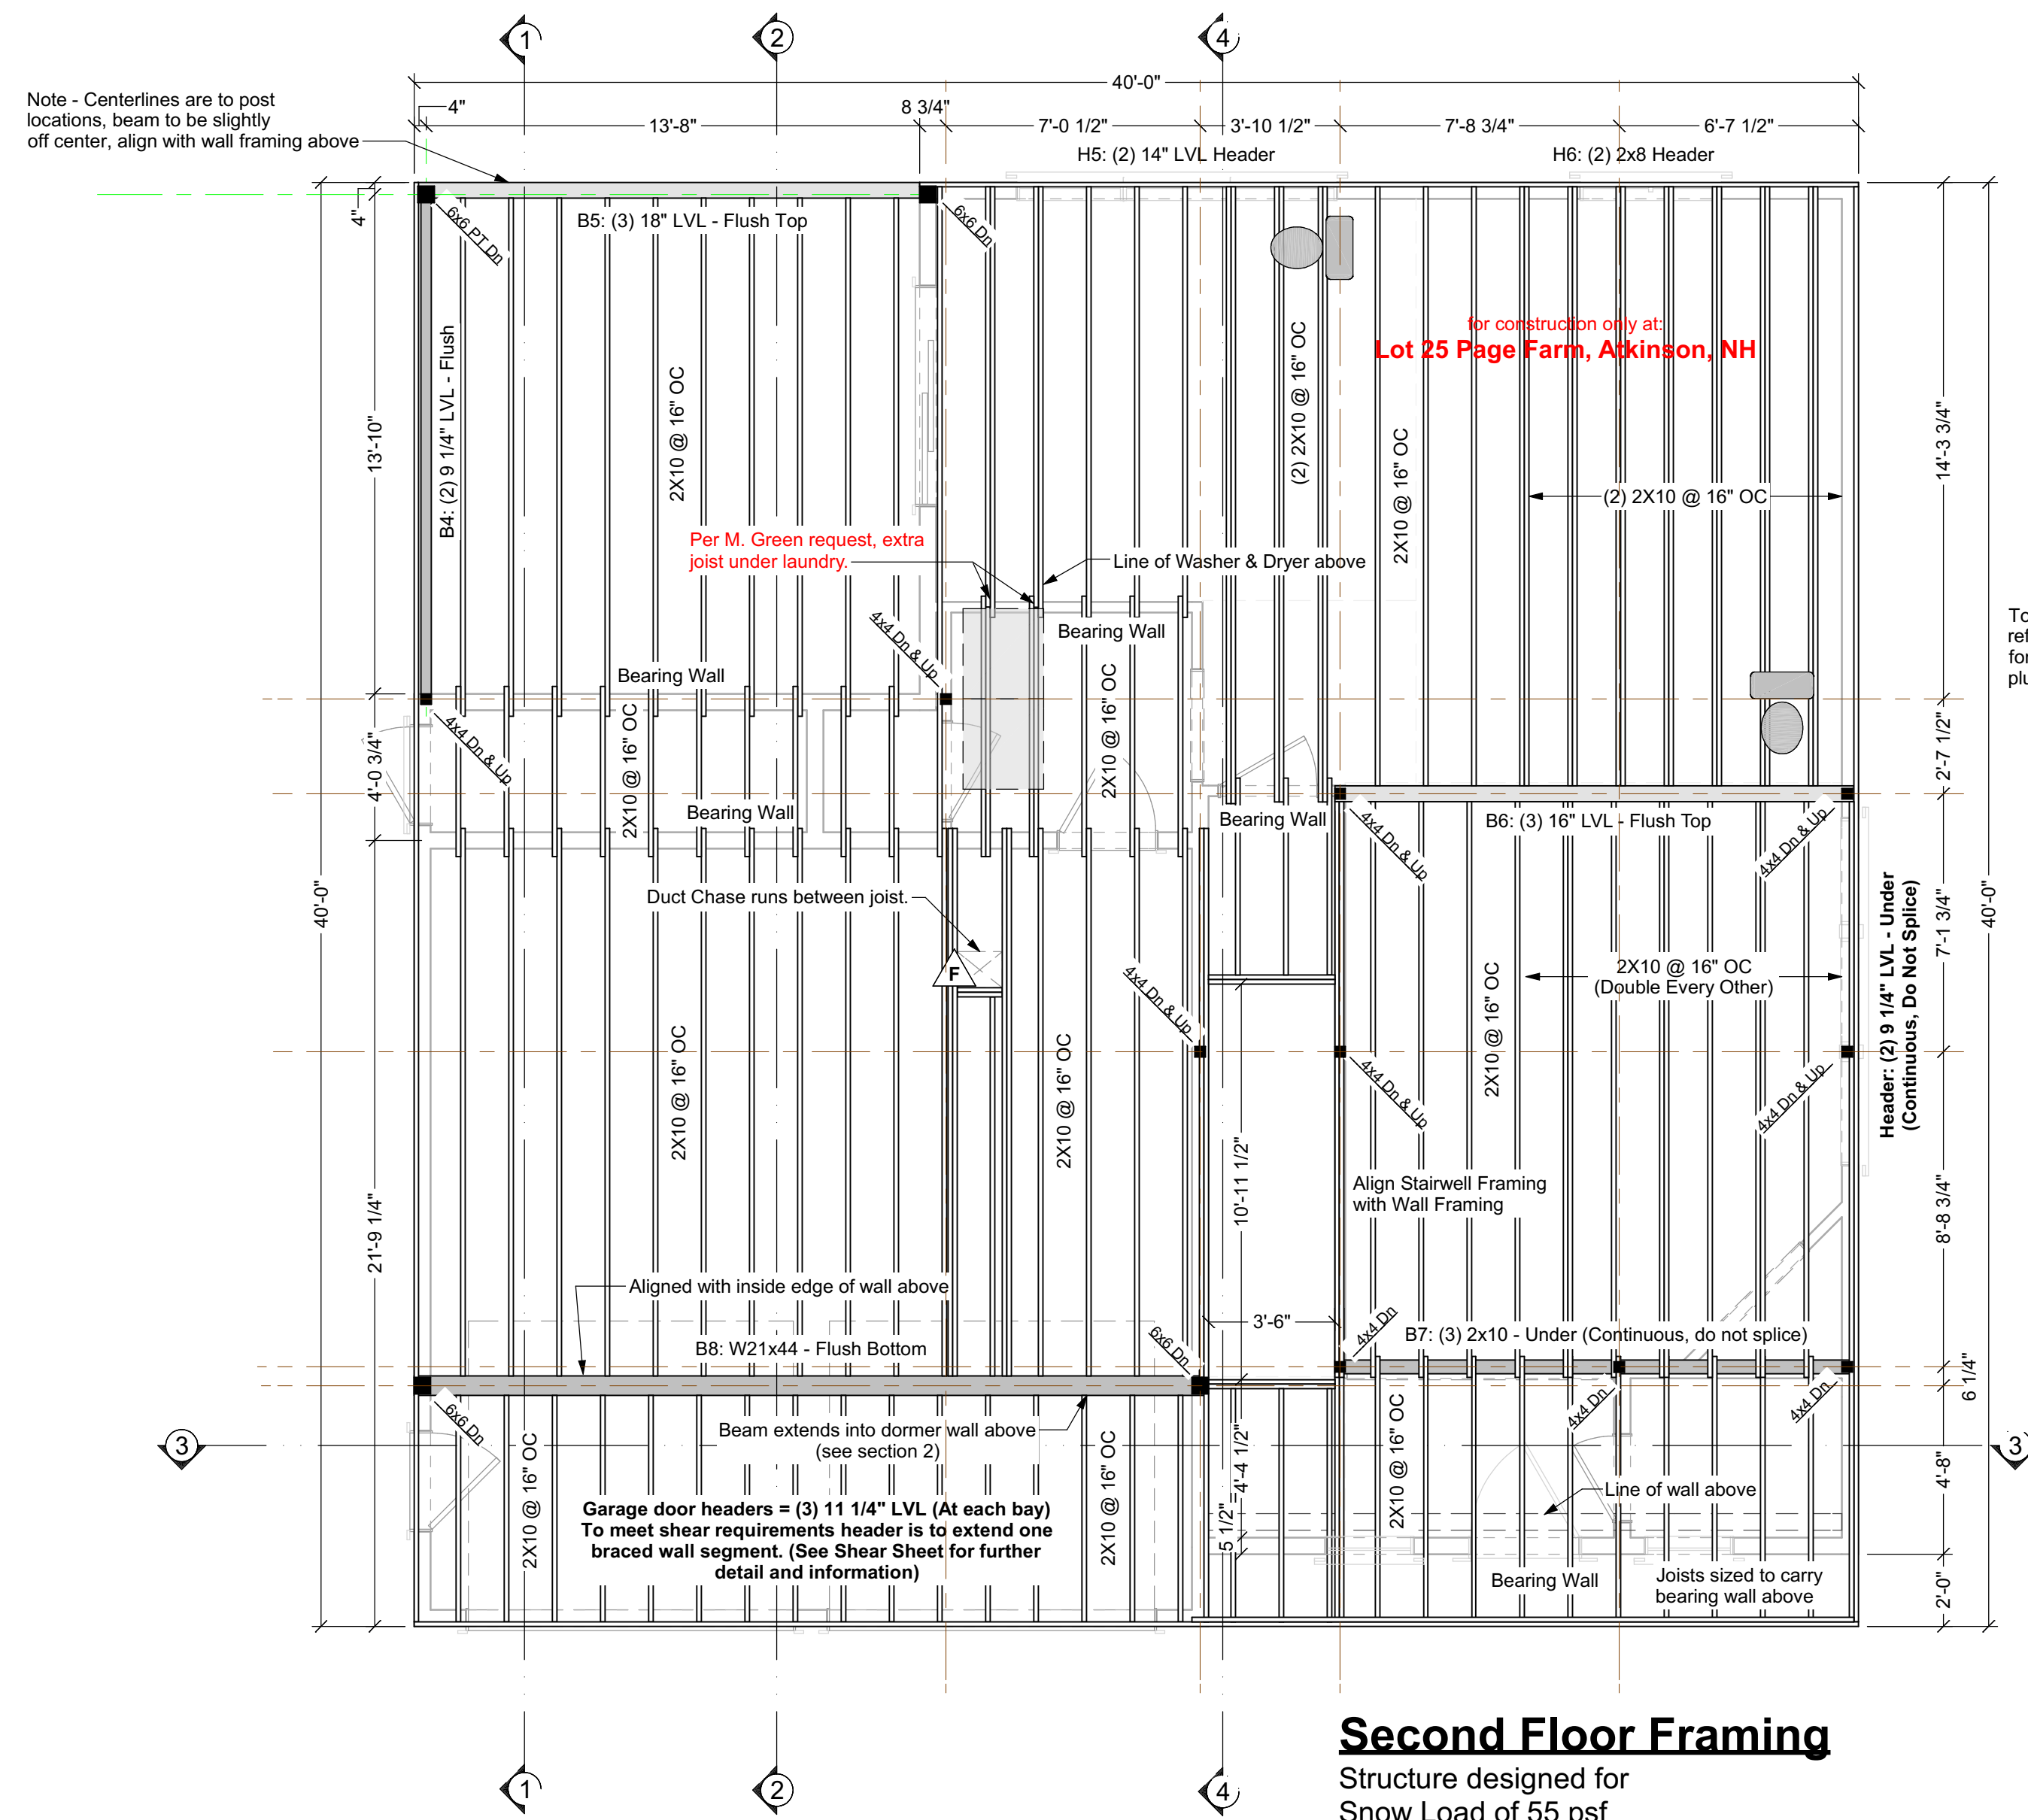 1
2
4
40'-0"
Note - Centerlines are to post
locations, beam to be slightly
off center, align with wall framing above
4"
13'-8"
8 3/4"
7'-0 1/2"
3'-10 1/2"
7'-8 3/4"
6'-7 1/2"
H5: (2) 14" LVL Header
H6: (2) 2x8 Header
4"
6x6 PT Dn
B5: (3) 18" LVL - Flush Top
6x6 Dn
for construction only at:
Lot 25 Page Farm, Atkinson, NH
B4: (2) 9 1/4" LVL - Flush
2X10 @ 16" OC
(2) 2X10 @ 16" OC
2X10 @ 16" OC
13'-10"
14'-3 3/4"
(2) 2X10 @ 16" OC
Per M. Green request, extra
joist under laundry.
Line of Washer & Dryer above
4x4 Dn & Up
Bearing Wall
Bearing Wall
To
ref
for
plu
4x4 Dn & Up
4'-0 3/4"
2X10 @ 16" OC
2X10 @ 16" OC
2'-7 1/2"
Bearing Wall
Bearing Wall
B6: (3) 16" LVL - Flush Top
4x4 Dn & Up
4x4 Dn & Up
40'-0"
Duct Chase runs between joist.
F
Header: (2) 9 1/4" LVL - Under
(Continuous, Do Not Splice)
7'-1 3/4"
40'-0"
2X10 @ 16" OC
(Double Every Other)
4x4 Dn & Up
2X10 @ 16" OC
2X10 @ 16" OC
2X10 @ 16" OC
4x4 Dn & Up
4x4 Dn & Up
10'-11 1/2"
Align Stairwell Framing
with Wall Framing
21'-9 1/4"
8'-8 3/4"
Aligned with inside edge of wall above
B8: W21x44 - Flush Bottom
6x6 Dn
3'-6"
4x4 Dn
B7: (3) 2x10 - Under (Continuous, do not splice)
6 1/4"
6x6 Dn
4x4 Dn
4x4 Dn
3
Beam extends into dormer wall above
(see section 2)
2X10 @ 16" OC
2X10 @ 16" OC
4'-4 1/2"
2X10 @ 16" OC
3
4'-8"
Line of wall above
Garage door headers = (3) 11 1/4" LVL (At each bay)
To meet shear requirements header is to extend one
braced wall segment. (See Shear Sheet for further
detail and information)
5 1/2"
Bearing Wall
Joists sized to carry
bearing wall above
2'-0"
1
2
4
Second Floor Framing
Structure designed for
Snow Load of 55 psf